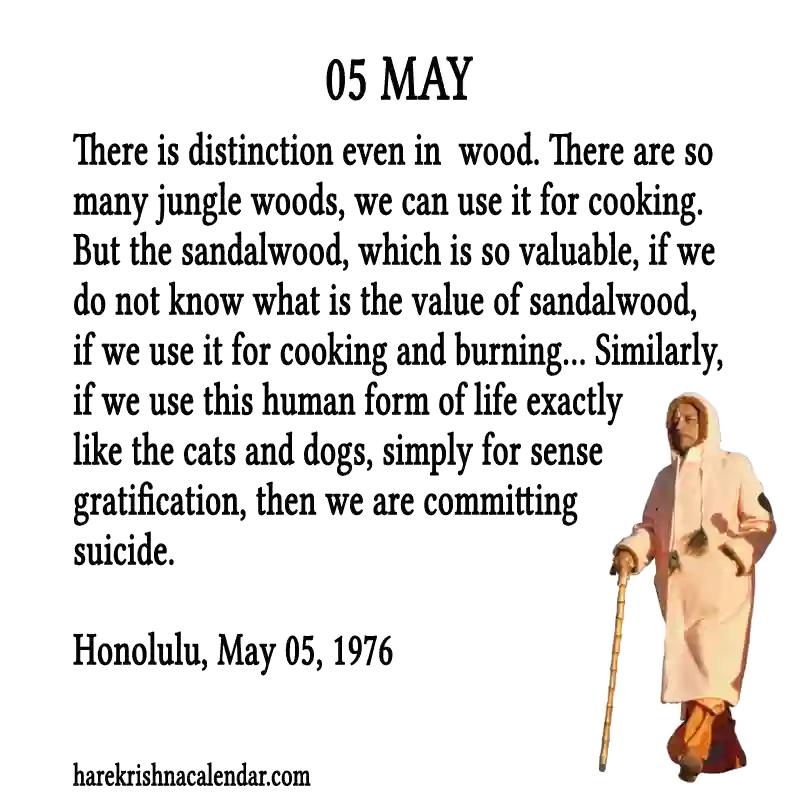 05 MAY
There is distinction even in  wood. There are so
many jungle woods, we can use it for cooking.
But the sandalwood, which is so valuable, if we
do not know what is the value of sandalwood,
if we use it for cooking and burning... Similarly,
if we use this human form of life exactly
like the cats and dogs, simply for sense
gratification, then we are committing
suicide.
Honolulu, May 05, 1976
harekrishnacalendar.com